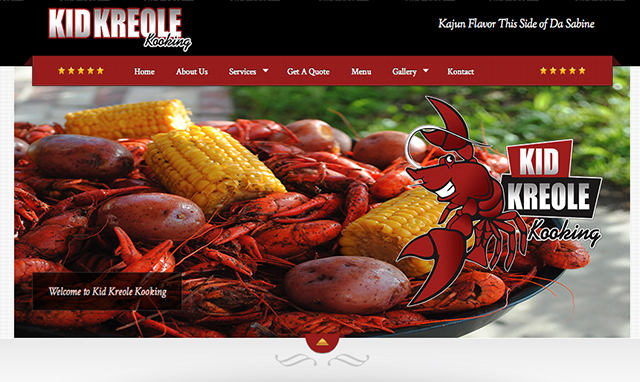 KID KREOLE
Kooking
Kajun Flavor This Side of Da Sabine
Home About Us Services Get A Quote Menu Gallery Kontact
KID
KREOLE
Kooking
Welcome to Kid Kreole Kooking